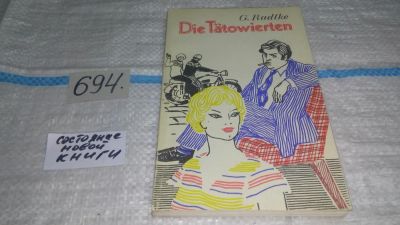 G. Radtke
Die Tätowierten
694.
состояние
новой
книги